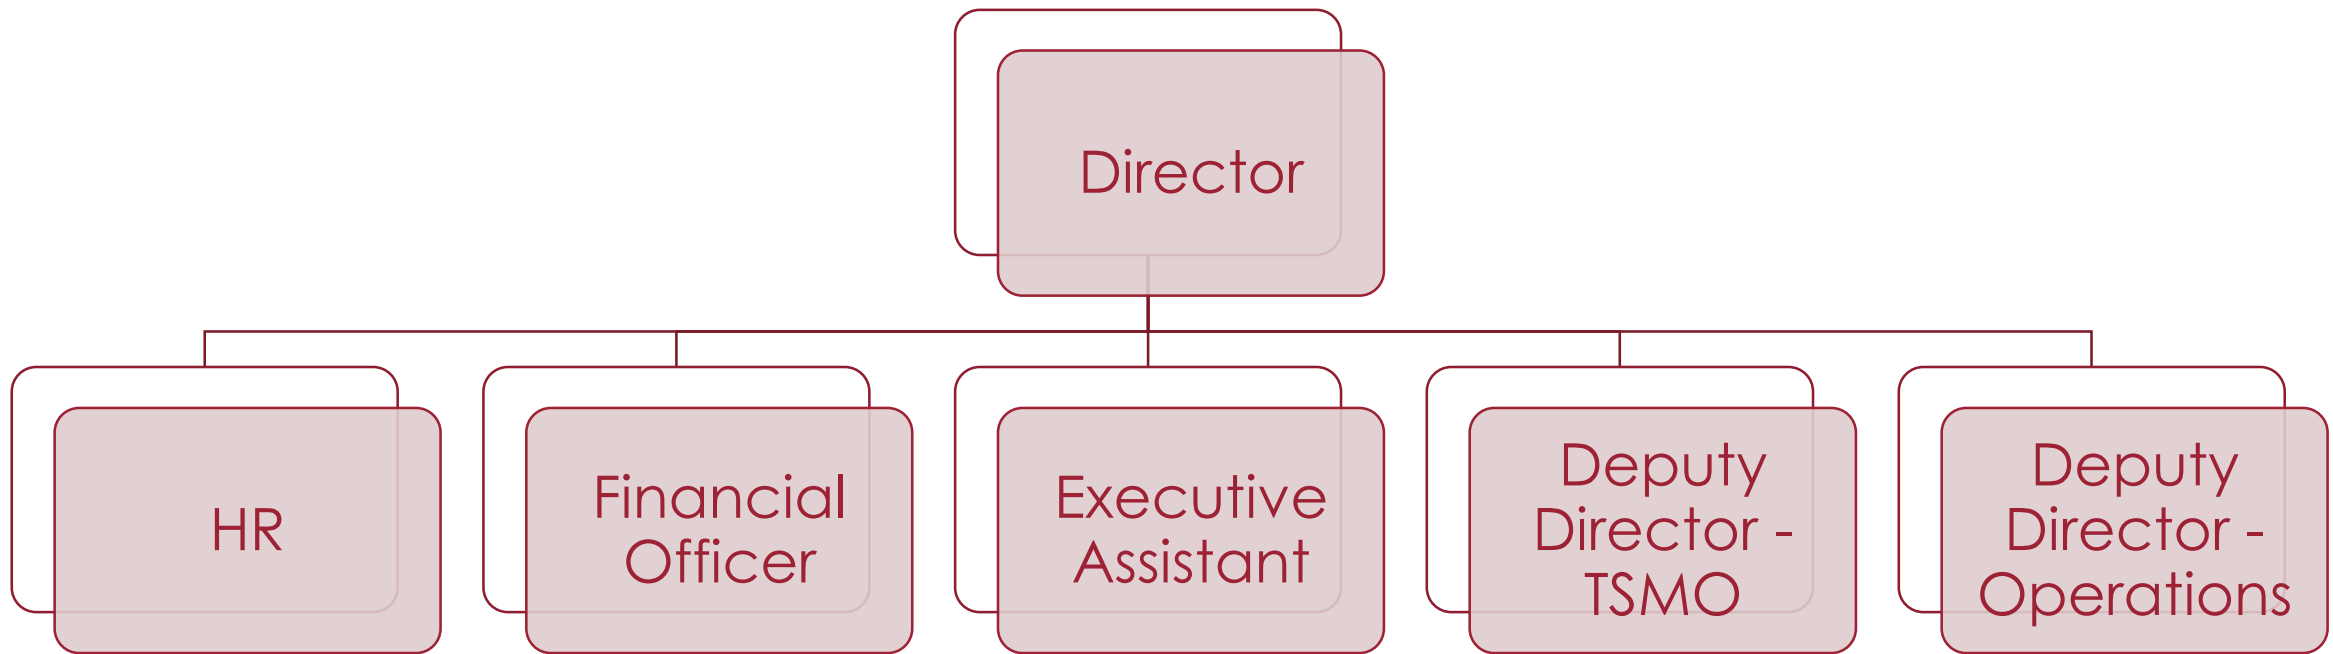 Director
HR
Financial
Officer
Executive
Assistant
Deputy
Director -
TSMO
Deputy
Director -
Operations